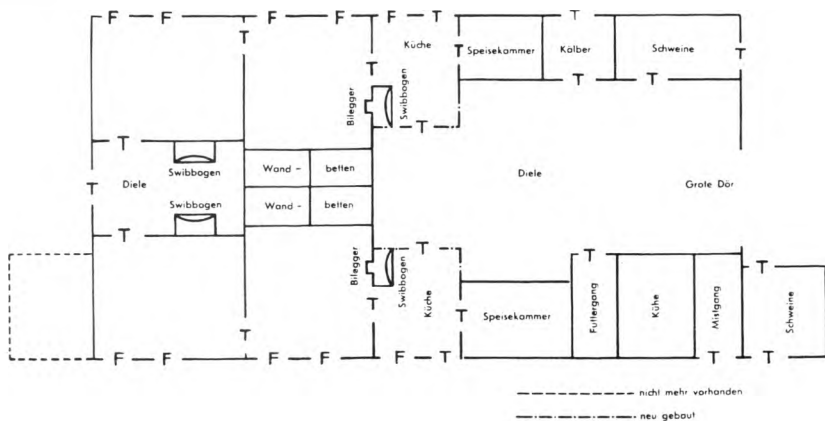 F F F F F T T
T T T
Küche Speisekammer Kälber Schweine
T T T
Bilegger Swibbogen
T T
Swibbogen
Wand - betten
Diele Diele Grote Dör
T
Swibbogen
Wand - betten
T T T
Bilegger Swibbogen
T
T T
Küche Speisekammer Futtergang Kühe Mistgang Schweine
T
F F F F F T T T
nicht mehr vorhanden
neu gebaut